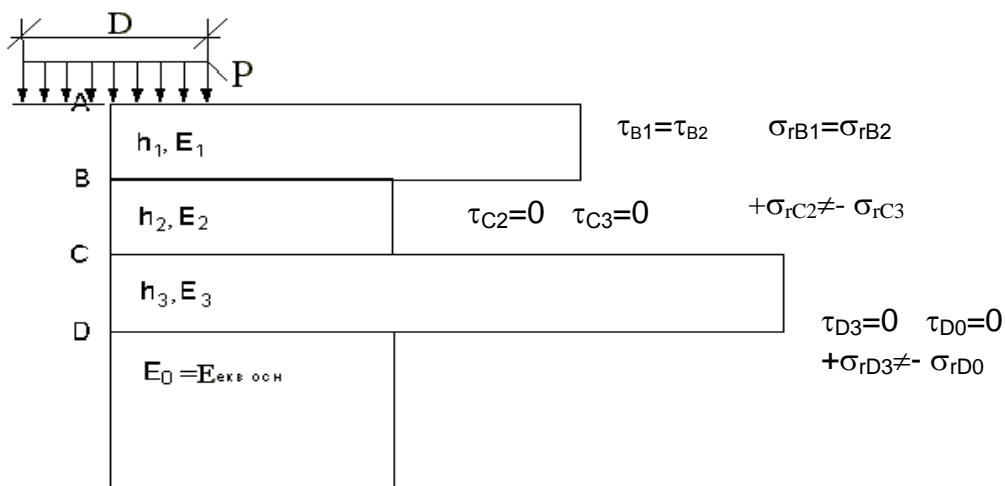 D
P
A
h₁, E₁
τB1=τB2 σrB1=σrB2
B
h₂, E₂
τC2=0 τC3=0 +σrC2≠- σrC3
C
h₃, E₃
D
τD3=0 τD0=0
+σrD3≠- σrD0
E₀ =Eекв осн